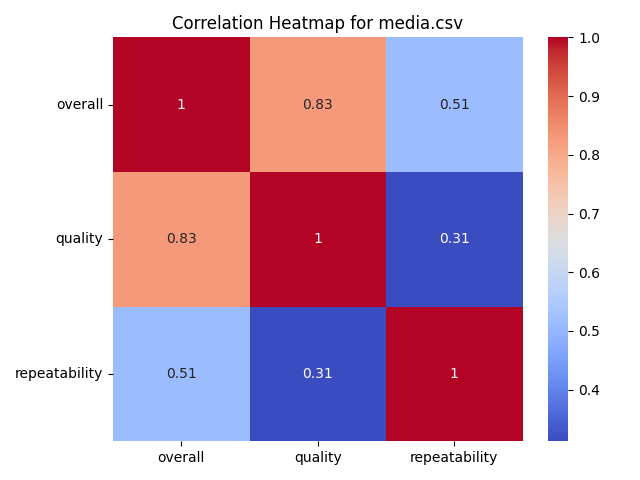 Correlation Heatmap for media.csv
overall 1 0.83 0.51
quality 0.83 1 0.31
repeatability 0.51 0.31 1
overall quality repeatability
1.0
0.9
0.8
0.7
0.6
0.5
0.4